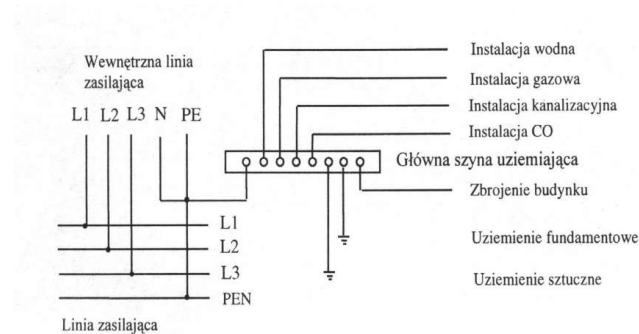 Wewnętrzna linia
zasilająca
L1 L2 L3 N PE
Instalacja wodna
Instalacja gazowa
Instalacja kanalizacyjna
Instalacja CO
Główna szyna uziemiająca
Zbrojenie budynku
L1
L2
L3
PEN
Uziemienie fundamentowe
Uziemienie sztuczne
Linia zasilająca